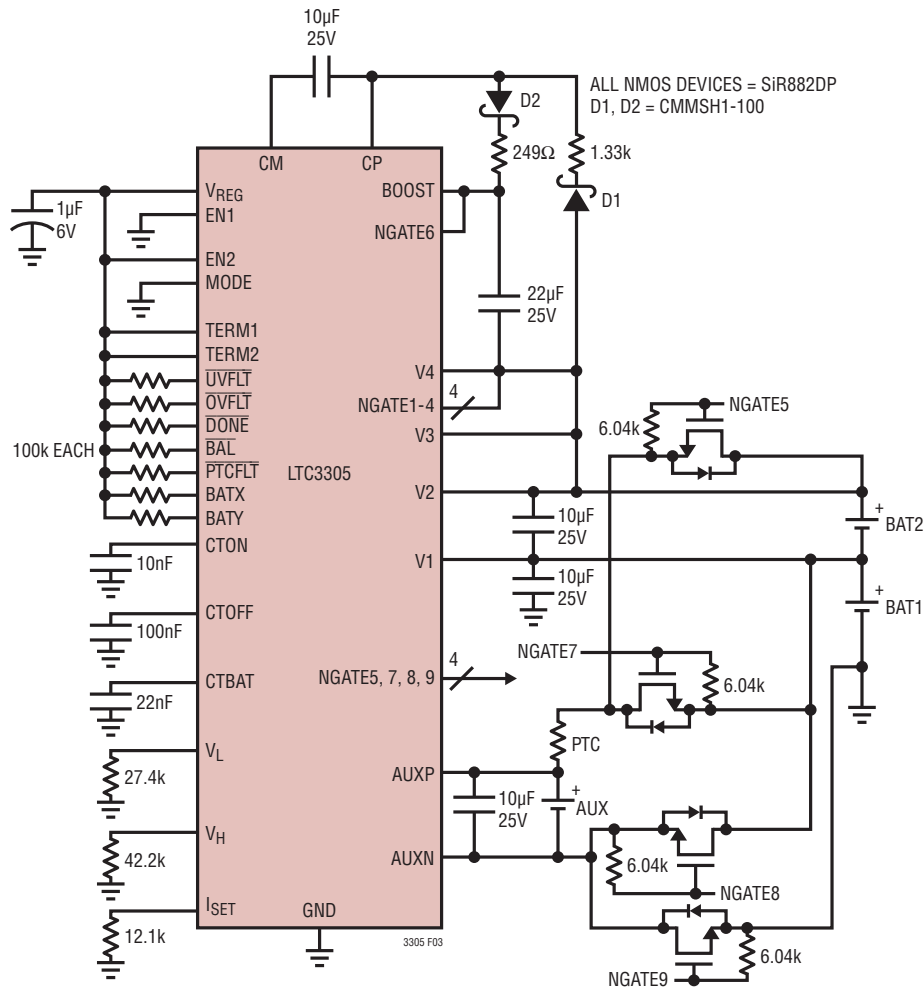 10µF
25V
ALL NMOS DEVICES = SiR882DP
D1, D2 = CMMSH1-100
D2
249Ω
1.33k
D1
CM
CP
1µF
6V
VREG
EN1
EN2
MODE
TERM1
TERM2
UVFLT
OVFLT
DONE
BAL
PTCFLT
BATX
BATY
100k EACH
CTON
10nF
CTOFF
100nF
CTBAT
22nF
VL
27.4k
VH
42.2k
ISET
12.1k
LTC3305
GND
BOOST
NGATE6
22µF
25V
V4
NGATE1-4
4
V3
V2
10µF
25V
V1
10µF
25V
NGATE5, 7, 8, 9
4
AUXP
10µF
25V
AUXN
+
AUX
PTC
6.04k
NGATE5
+
BAT2
+
BAT1
NGATE7
6.04k
6.04k
NGATE8
6.04k
NGATE9
3305 F03